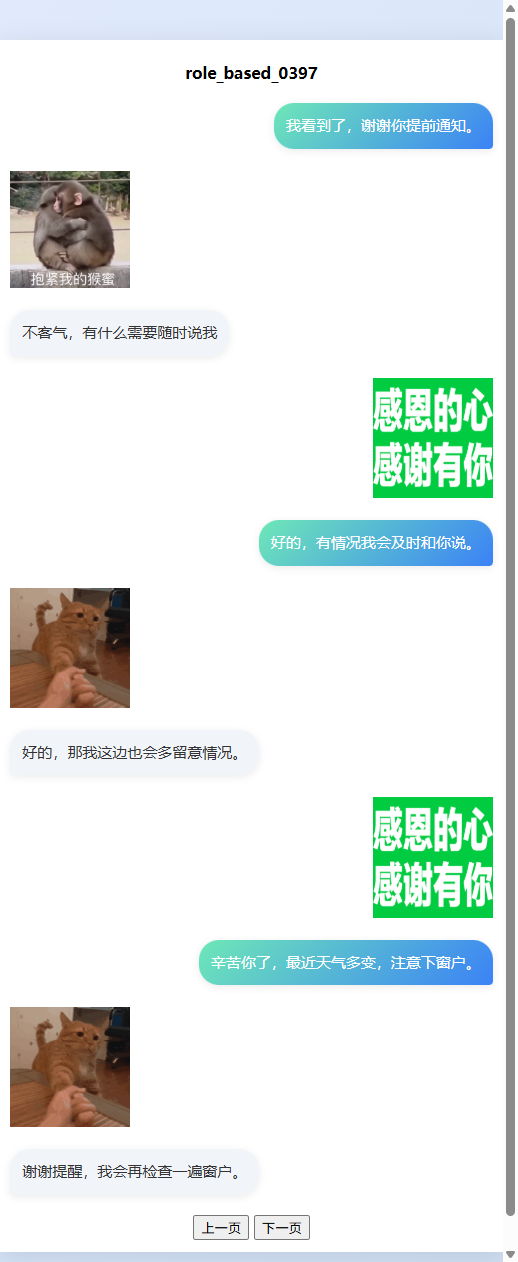 role_based_0397
我看到了，谢谢你提前通知。
抱紧我的猴蜜
不客气，有什么需要随时说我
感恩的心
感谢有你
好的，有情况我会及时和你说。
好的，那我这边也会多留意情况。
感恩的心
感谢有你
辛苦你了，最近天气多变，注意下窗户。
谢谢提醒，我会再检查一遍窗户。
上一页 下一页